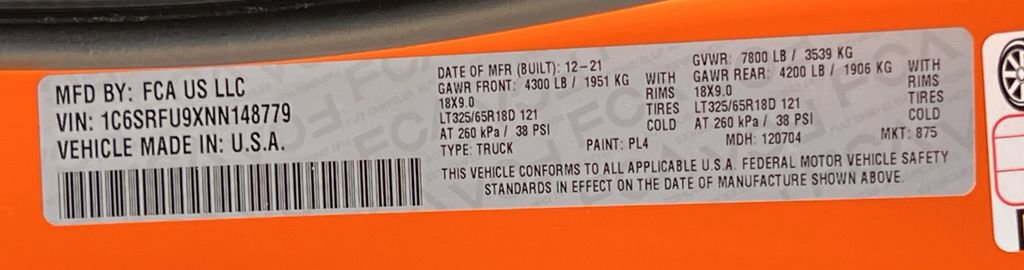 MFD BY: FCA US LLC
VIN: 1C6SRFU9XNN148779
VEHICLE MADE IN: U.S.A.
DATE OF MFR (BUILT): 12-21
GAWR FRONT: 4300 LB / 1951 KG WITH
18X9.0 RIMS
LT325/65R18D 121 TIRES
AT 260 kPa / 38 PSI COLD
TYPE: TRUCK PAINT: PL4
GVWR: 7800 LB / 3539 KG
GAWR REAR: 4200 LB / 1906 KG WITH
18X9.0 RIMS
LT325/65R18D 121 TIRES
AT 260 kPa / 38 PSI COLD
MDH: 120704 MKT: 875
THIS VEHICLE CONFORMS TO ALL APPLICABLE U.S.A. FEDERAL MOTOR VEHICLE SAFETY
STANDARDS IN EFFECT ON THE DATE OF MANUFACTURE SHOWN ABOVE.